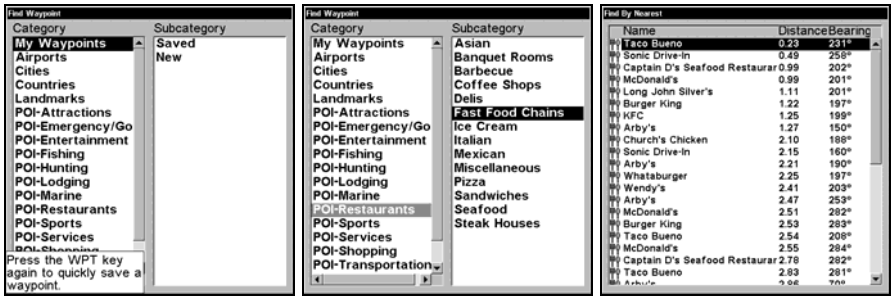 Find Waypoint
Category Subcategory
My Waypoints
Airports
Cities
Countries
Landmarks
POI-Attractions
POI-Emergency/Go
POI-Entertainment
POI-Fishing
POI-Hunting
POI-Lodging
POI-Marine
POI-Restaurants
POI-Sports
POI-Services
POI-Shopping
Press the WPT key
again to quickly save a
waypoint.
Saved
New
Find Waypoint
Category Subcategory
My Waypoints
Airports
Cities
Countries
Landmarks
POI-Attractions
POI-Emergency/Go
POI-Entertainment
POI-Fishing
POI-Hunting
POI-Lodging
POI-Marine
POI-Restaurants
POI-Sports
POI-Services
POI-Shopping
POI-Transportation
Asian
Banquet Rooms
Barbecue
Coffee Shops
Delis
Fast Food Chains
Ice Cream
Italian
Mexican
Miscellaneous
Pizza
Sandwiches
Seafood
Steak Houses
Find By Nearest
Name Distance Bearing
Taco Bueno 0.23 231°
Sonic Drive-In 0.49 258°
Captain D's Seafood Restaurar 0.99 202°
McDonald's 0.99 201°
Long John Silver's 1.11 201°
Burger King 1.22 197°
KFC 1.25 199°
Arby's 1.27 150°
Church's Chicken 2.10 188°
Sonic Drive-In 2.15 160°
Arby's 2.21 190°
Whataburger 2.25 197°
Wendy's 2.41 203°
Arby's 2.47 253°
McDonald's 2.51 282°
Burger King 2.53 283°
Taco Bueno 2.54 208°
McDonald's 2.55 284°
Captain D's Seafood Restaurar 2.78 282°
Taco Bueno 2.83 281°
Arby's 2.86 70°